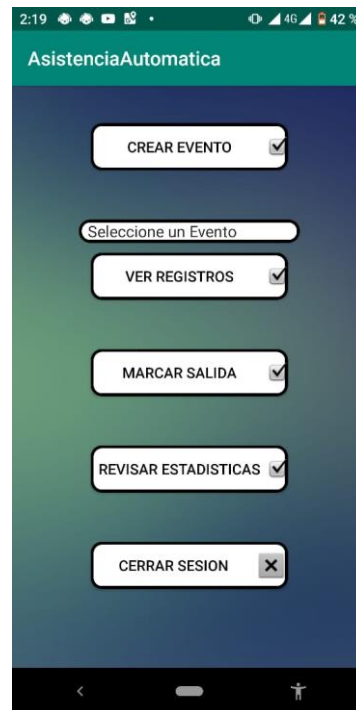 2:19 4G 42 %
AsistenciaAutomatica
CREAR EVENTO
Seleccione un Evento
VER REGISTROS
MARCAR SALIDA
REVISAR ESTADISTICAS
CERRAR SESION